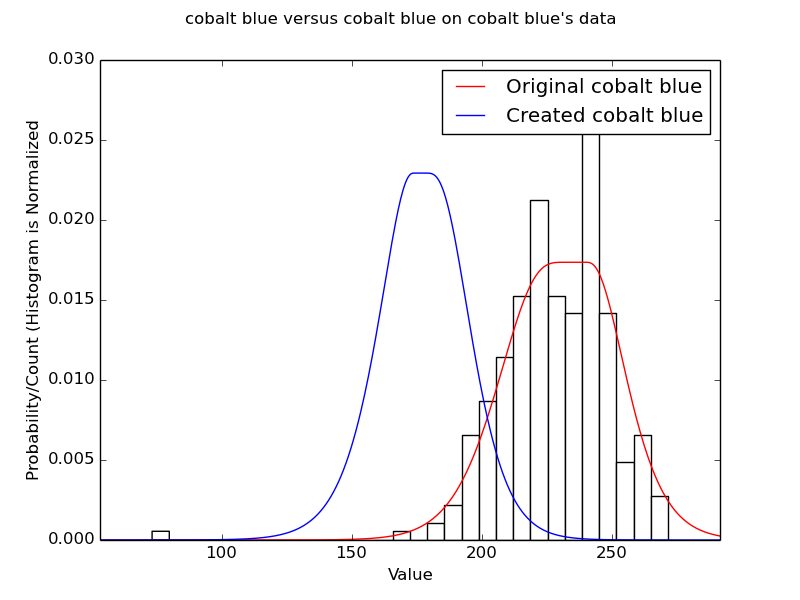 cobalt blue versus cobalt blue on cobalt blue's data
Original cobalt blue
Created cobalt blue
Probability/Count (Histogram is Normalized
0.030
0.025
0.020
0.015
0.010
0.005
0.000
100
150
200
250
Value